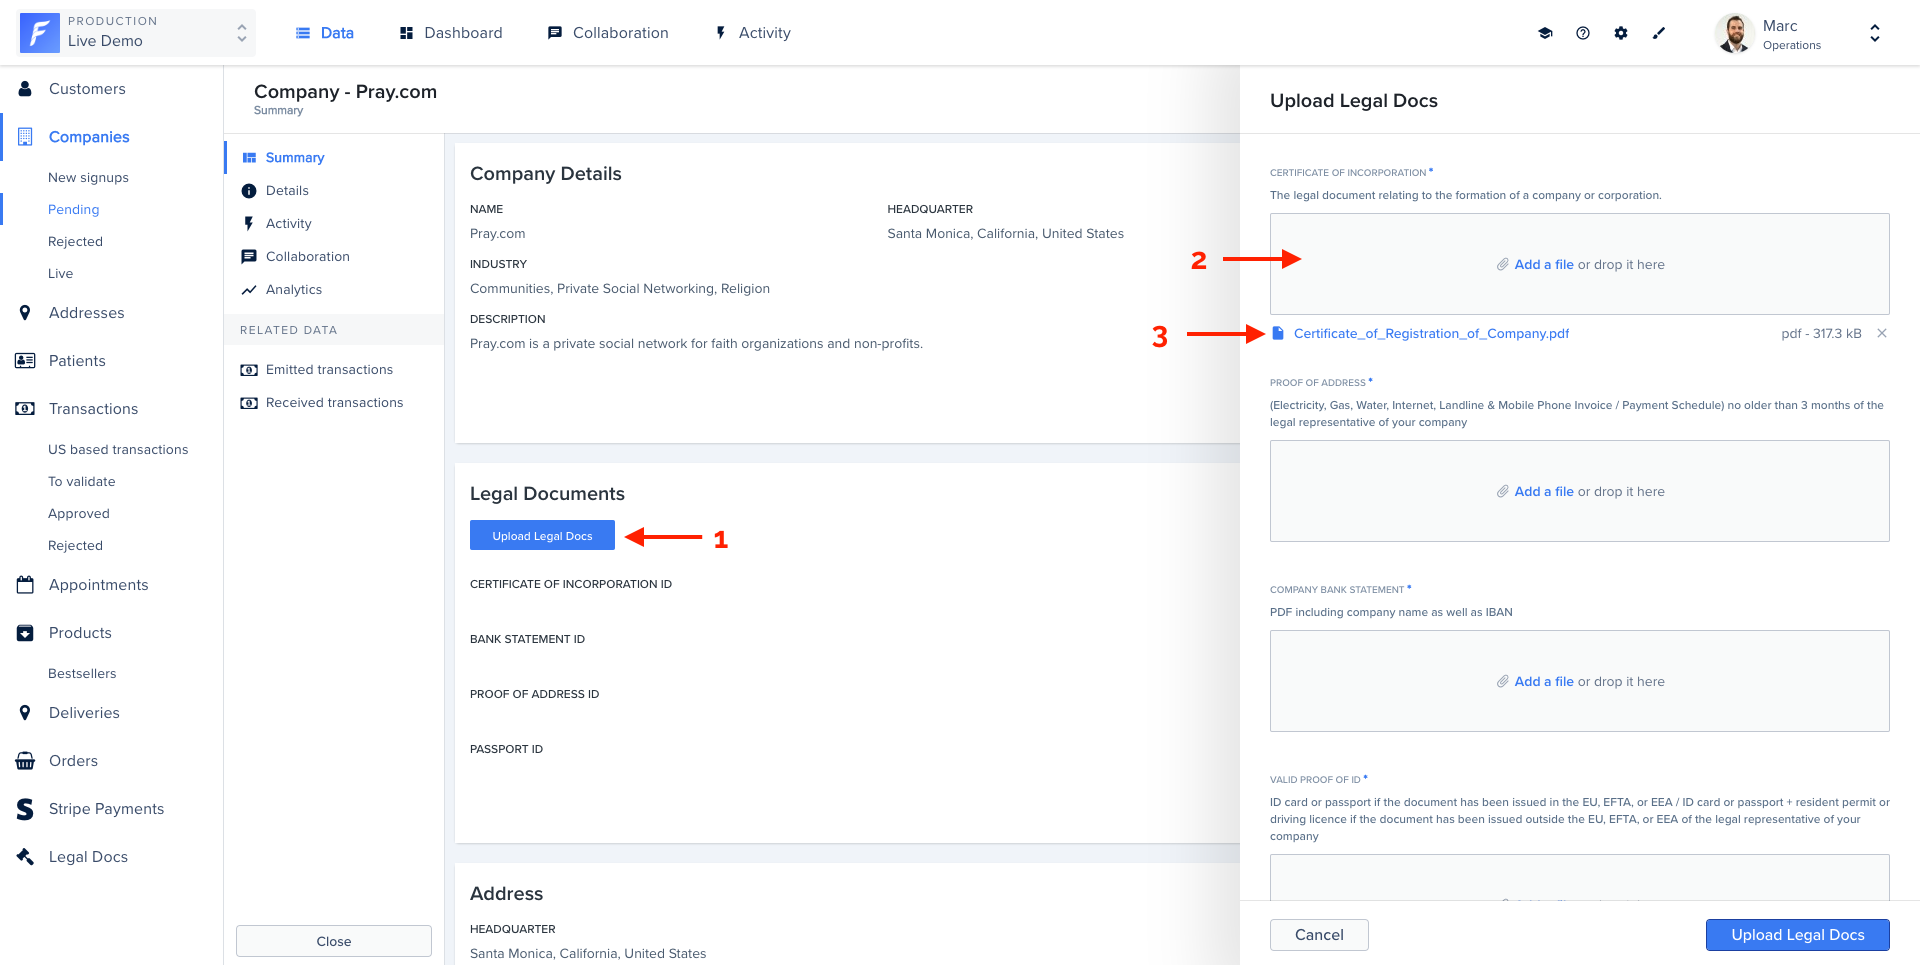 PRODUCTION
Live Demo
Data
Dashboard
Collaboration
Activity
Marc
Operations
Customers
Companies
New signups
Pending
Rejected
Live
Addresses
Patients
Transactions
US based transactions
To validate
Approved
Rejected
Appointments
Products
Bestsellers
Deliveries
Orders
Stripe Payments
Legal Docs
Company - Pray.com
Summary
Summary
Details
Activity
Collaboration
Analytics
RELATED DATA
Emitted transactions
Received transactions
Close
Company Details
NAME
Pray.com
HEADQUARTER
Santa Monica, California, United States
INDUSTRY
Communities, Private Social Networking, Religion
DESCRIPTION
Pray.com is a private social network for faith organizations and non-profits.
Legal Documents
Upload Legal Docs
1
CERTIFICATE OF INCORPORATION ID
BANK STATEMENT ID
PROOF OF ADDRESS ID
PASSPORT ID
Address
HEADQUARTER
Santa Monica, California, United States
Upload Legal Docs
CERTIFICATE OF INCORPORATION *
The legal document relating to the formation of a company or corporation.
2
Add a file or drop it here
3
Certificate_of_Registration_of_Company.pdf
pdf - 317.3 kB
PROOF OF ADDRESS *
(Electricity, Gas, Water, Internet, Landline & Mobile Phone Invoice / Payment Schedule) no older than 3 months of the
legal representative of your company
Add a file or drop it here
COMPANY BANK STATEMENT *
PDF including company name as well as IBAN
Add a file or drop it here
VALID PROOF OF ID *
ID card or passport if the document has been issued in the EU, EFTA, or EEA / ID card or passport + resident permit or
driving licence if the document has been issued outside the EU, EFTA, or EEA of the legal representative of your
company
Cancel
Upload Legal Docs